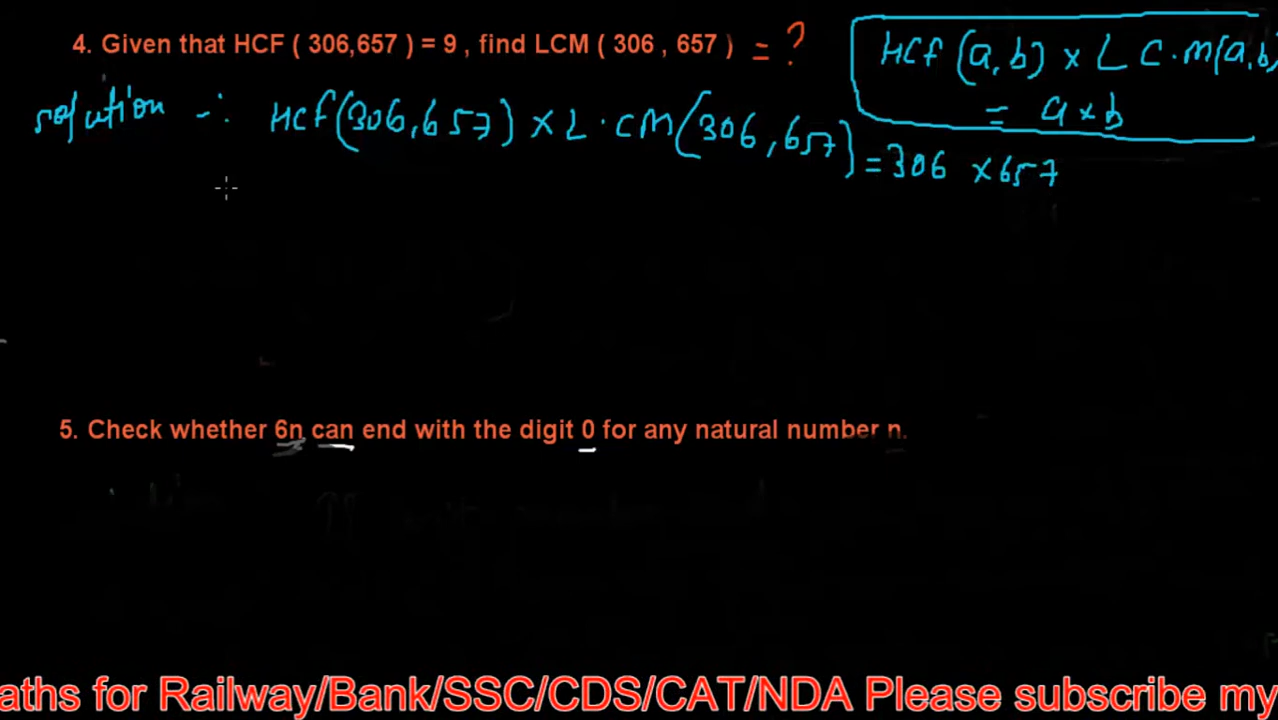 4. Given that HCF ( 306,657 ) = 9 , find LCM ( 306 , 657 ) = ?
HCf (a, b) × L C.M(a,b)
= a × b
solution -: HCf(306,657) × L.CM(306,657) = 306 × 657
5. Check whether 6n can end with the digit 0 for any natural number n.
aths for Railway/Bank/SSC/CDS/CAT/NDA Please subscribe my